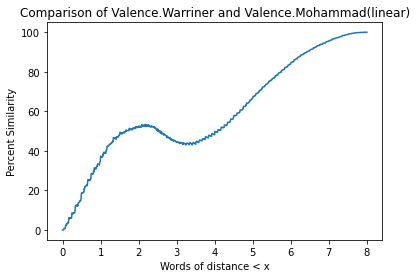 Comparison of Valence.Warriner and Valence.Mohammad(linear)
Percent Similarity
100
80
60
40
20
0
0 1 2 3 4 5 6 7 8
Words of distance < x